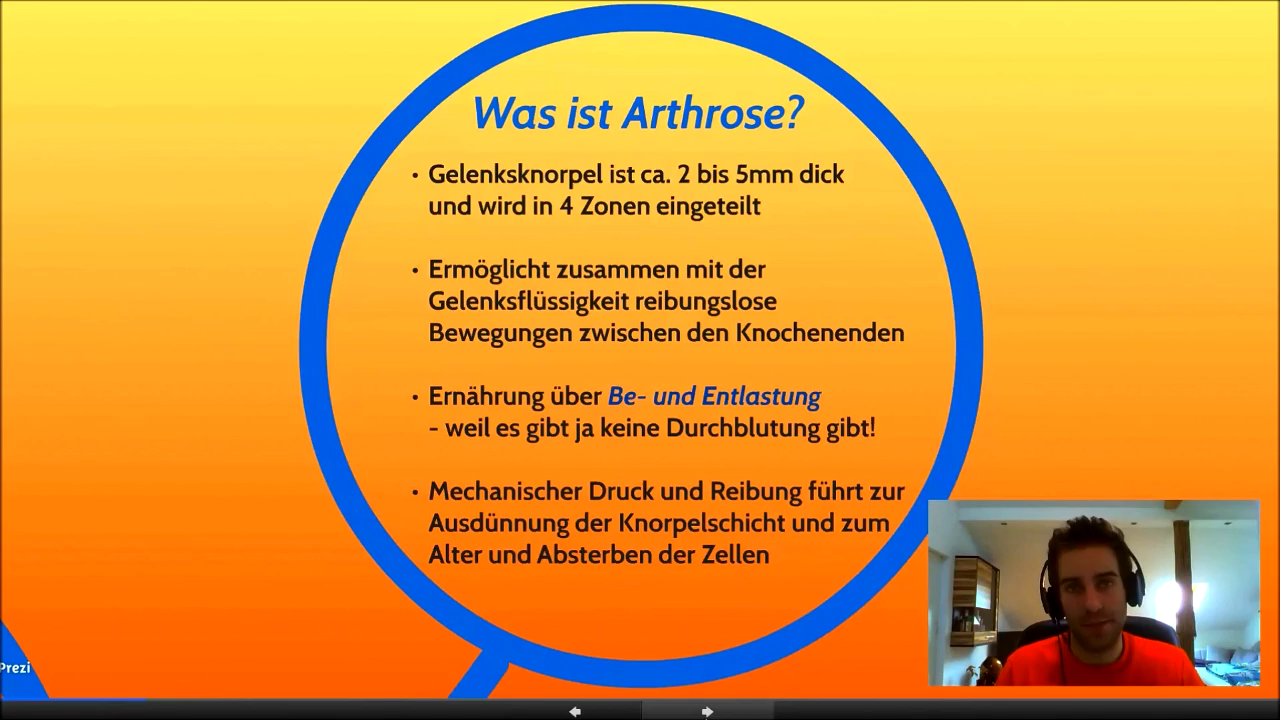 Was ist Arthrose?
• Gelenksknorpel ist ca. 2 bis 5mm dick
und wird in 4 Zonen eingeteilt
• Ermöglicht zusammen mit der
Gelenksflüssigkeit reibungslose
Bewegungen zwischen den Knochenenden
• Ernährung über Be- und Entlastung
- weil es gibt ja keine Durchblutung gibt!
• Mechanischer Druck und Reibung führt zur
Ausdünnung der Knorpelschicht und zum
Alter und Absterben der Zellen
Prezi